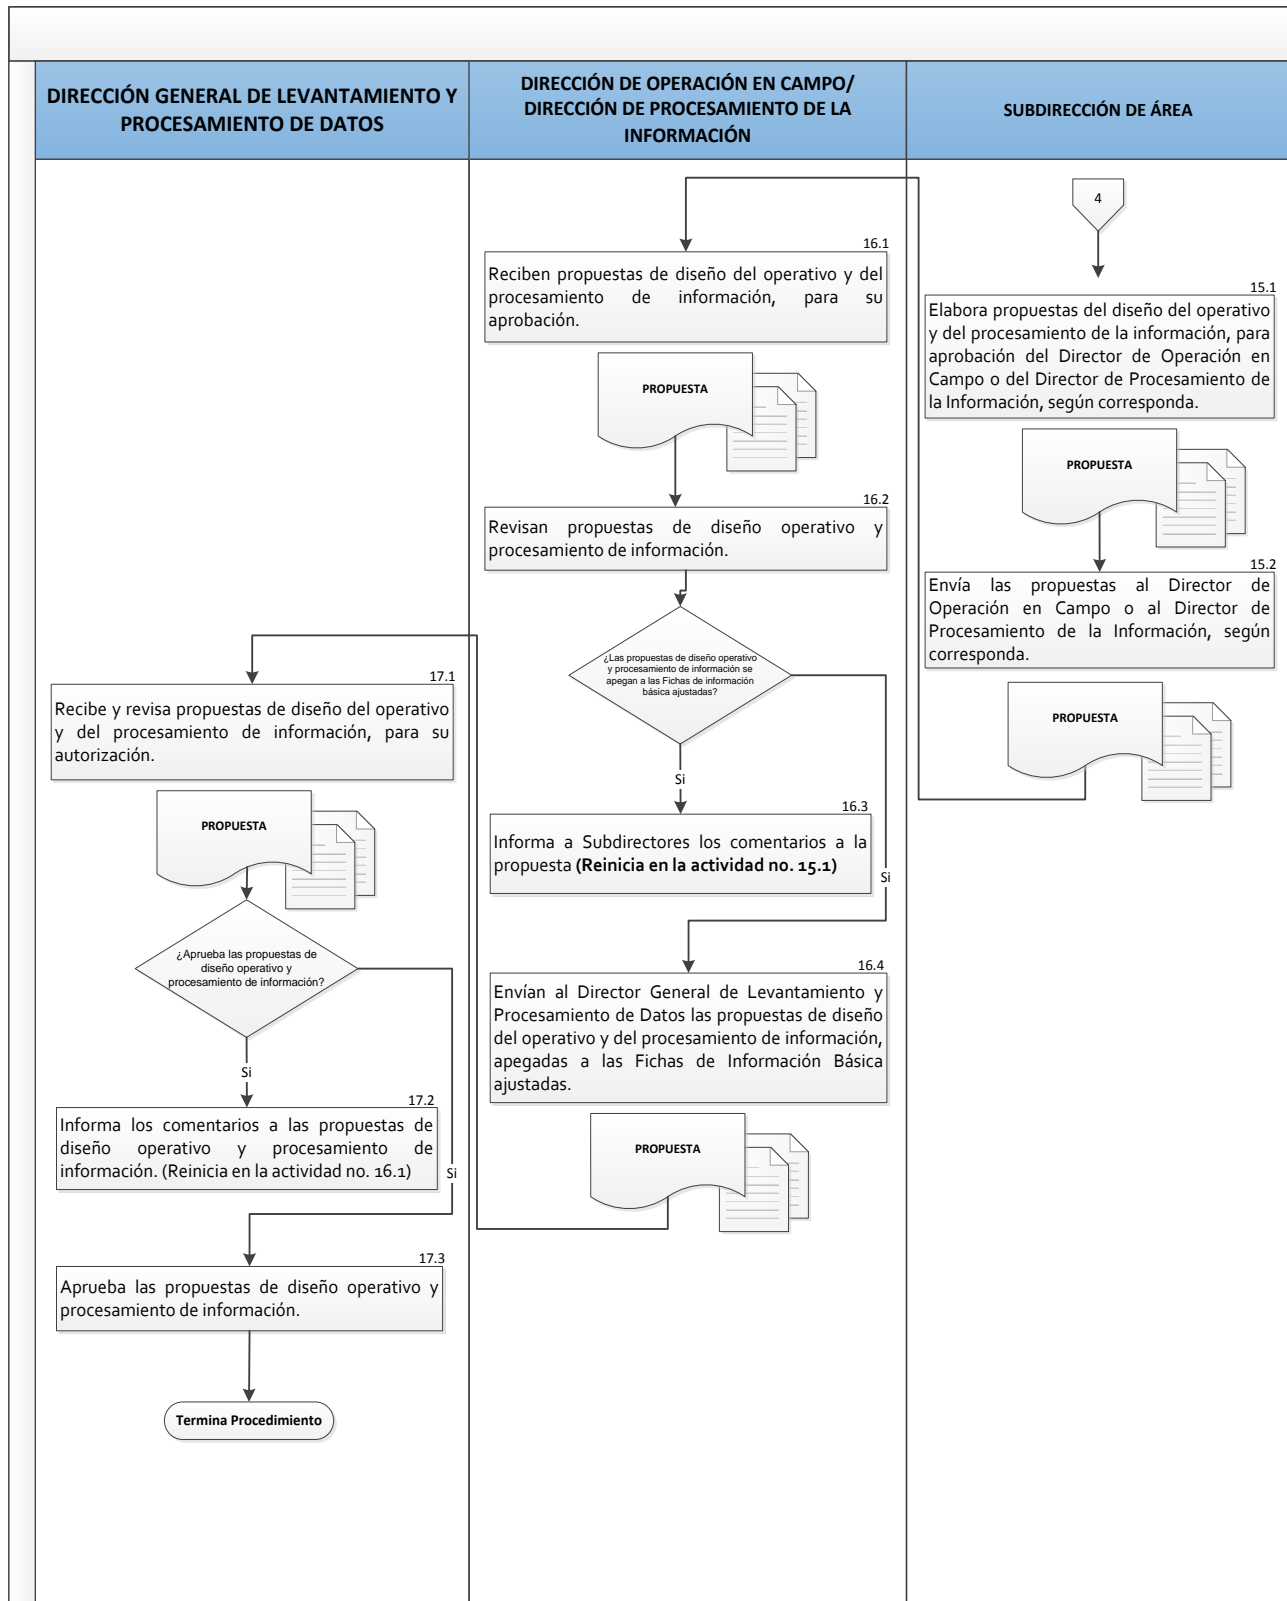 DIRECCIÓN GENERAL DE LEVANTAMIENTO Y
PROCESAMIENTO DE DATOS
DIRECCIÓN DE OPERACIÓN EN CAMPO/
DIRECCIÓN DE PROCESAMIENTO DE LA
INFORMACIÓN
SUBDIRECCIÓN DE ÁREA
4
15.1
Elabora propuestas del diseño del operativo
y del procesamiento de la información, para
aprobación del Director de Operación en
Campo o del Director de Procesamiento de
la Información, según corresponda.
PROPUESTA
15.2
Envía las propuestas al Director de
Operación en Campo o al Director de
Procesamiento de la Información, según
corresponda.
PROPUESTA
16.1
Reciben propuestas de diseño del operativo y del
procesamiento de información, para su
aprobación.
PROPUESTA
16.2
Revisan propuestas de diseño operativo y
procesamiento de información.
¿Las propuestas de diseño operativo
y procesamiento de información se
apegan a las Fichas de información
básica ajustadas?
Si
16.3
Informa a Subdirectores los comentarios a la
propuesta (Reinicia en la actividad no. 15.1)
Si
16.4
Envían al Director General de Levantamiento y
Procesamiento de Datos las propuestas de diseño
del operativo y del procesamiento de información,
apegadas a las Fichas de Información Básica
ajustadas.
PROPUESTA
17.1
Recibe y revisa propuestas de diseño del operativo
y del procesamiento de información, para su
autorización.
PROPUESTA
¿Aprueba las propuestas de
diseño operativo y
procesamiento de información?
Si
17.2
Informa los comentarios a las propuestas de
diseño operativo y procesamiento de
información. (Reinicia en la actividad no. 16.1)
Si
17.3
Aprueba las propuestas de diseño operativo y
procesamiento de información.
Termina Procedimiento